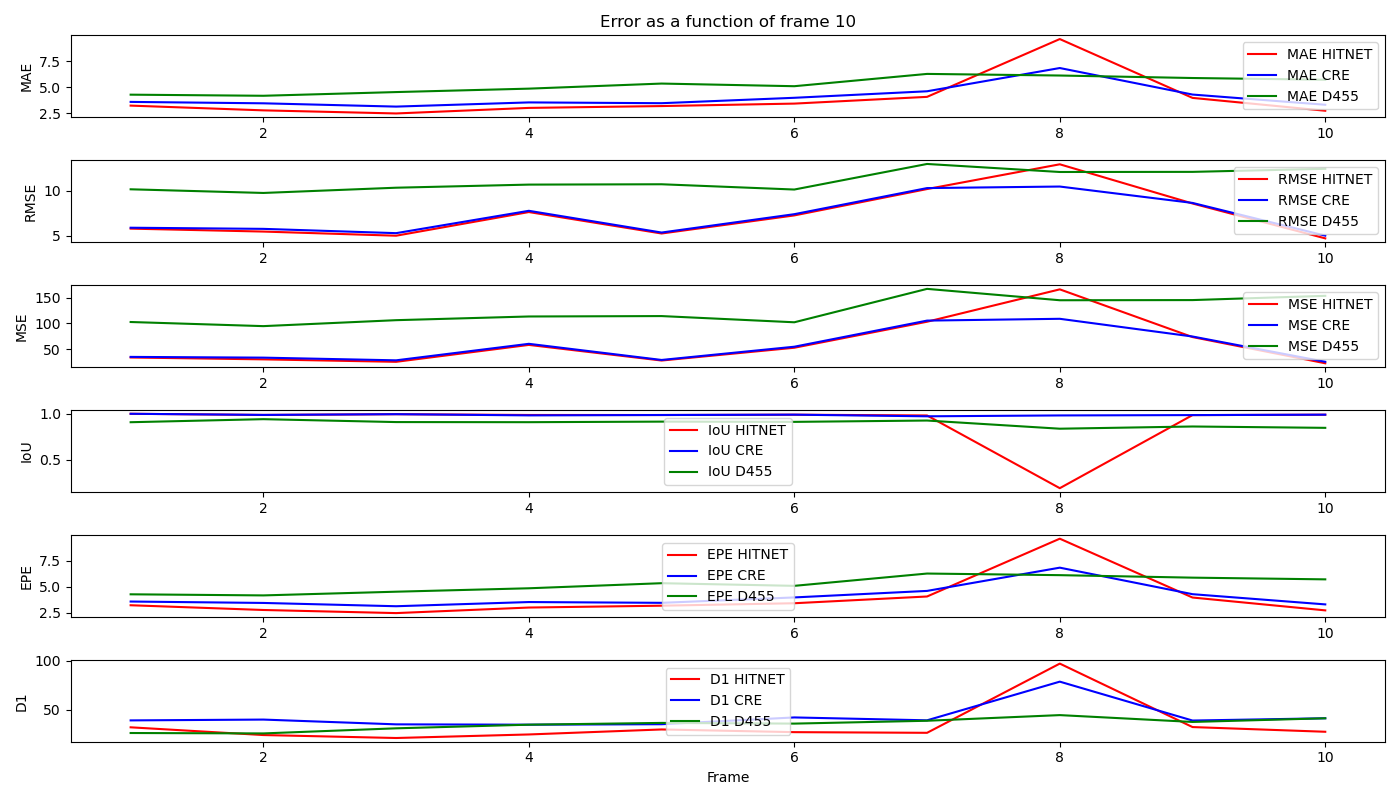 Error as a function of frame 10
MAE
7.5
5.0
2.5
MAE HITNET
MAE CRE
MAE D455
2 4 6 8 10
RMSE
10
5
RMSE HITNET
RMSE CRE
RMSE D455
2 4 6 8 10
MSE
150
100
50
MSE HITNET
MSE CRE
MSE D455
2 4 6 8 10
IoU
1.0
0.5
IoU HITNET
IoU CRE
IoU D455
2 4 6 8 10
EPE
7.5
5.0
2.5
EPE HITNET
EPE CRE
EPE D455
2 4 6 8 10
D1
100
50
D1 HITNET
D1 CRE
D1 D455
2 4 6 8 10
Frame